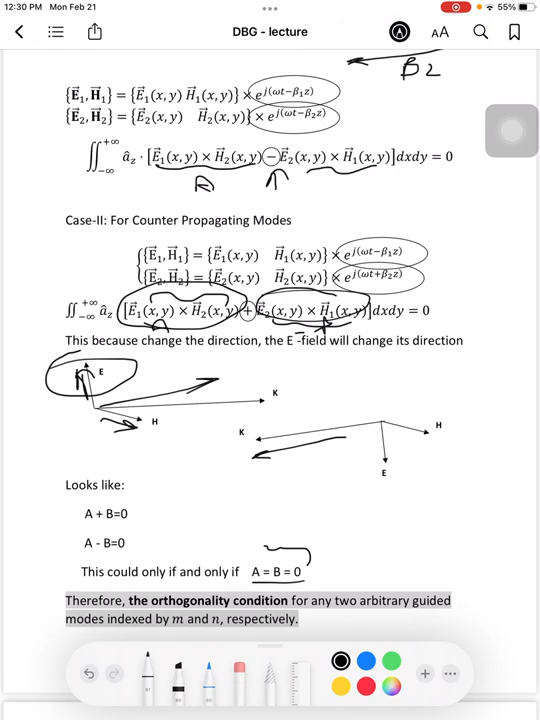 12:30 PM Mon Feb 21
55%
DBG - lecture
AA
β2
{E⃗₁, H⃗₁} = {E⃗₁(x, y) H⃗₁(x, y)} × e^{j(ωt−β₁z)}
{E⃗₂, H⃗₂} = {E⃗₂(x, y) H⃗₂(x, y)} × e^{j(ωt−β₂z)}
∬₋∞^{+∞} â_z · [E⃗₁(x, y) × H⃗₂(x, y) − E⃗₂(x, y) × H⃗₁(x, y)]dxdy = 0
A
Case-II: For Counter Propagating Modes
{E⃗₁, H⃗₁} = {E⃗₁(x, y) H⃗₁(x, y)} × e^{j(ωt−β₁z)}
{E⃗₂, H⃗₂} = {E⃗₂(x, y) H⃗₂(x, y)} × e^{j(ωt+β₂z)}
∬₋∞^{+∞} â_z [E⃗₁(x, y) × H⃗₂(x, y) + E⃗₂(x, y) × H⃗₁(x, y)]dxdy = 0
A
This because change the direction, the E -field will change its direction
E
K
H
K
H
E
Looks like:
A + B=0
A - B=0
This could only if and only if A = B = 0
Therefore, the orthogonality condition for any two arbitrary guided
modes indexed by m and n, respectively.